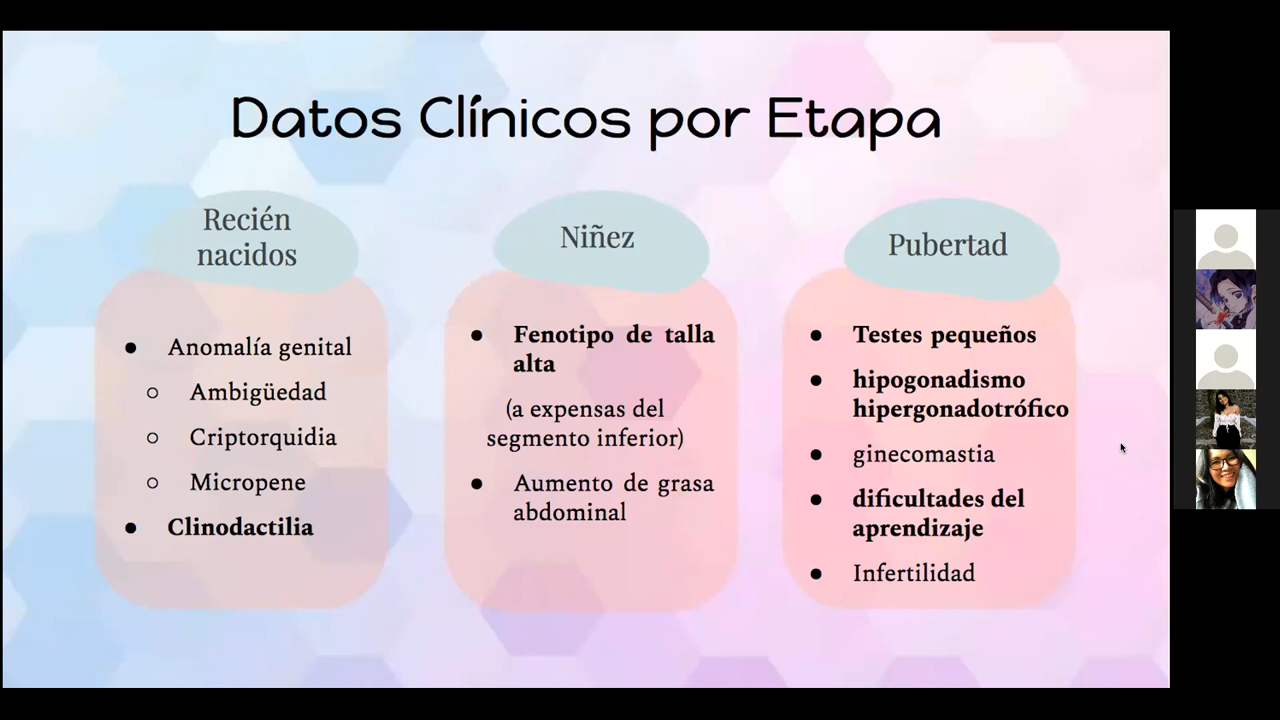 Datos Clínicos por Etapa
Recién
nacidos
● Anomalía genital
○ Ambigüedad
○ Criptorquidia
○ Micropene
● Clinodactilia
Niñez
● Fenotipo de talla
alta
(a expensas del
segmento inferior)
● Aumento de grasa
abdominal
Pubertad
● Testes pequeños
● hipogonadismo
hipergonadotrófico
● ginecomastia
● dificultades del
aprendizaje
● Infertilidad